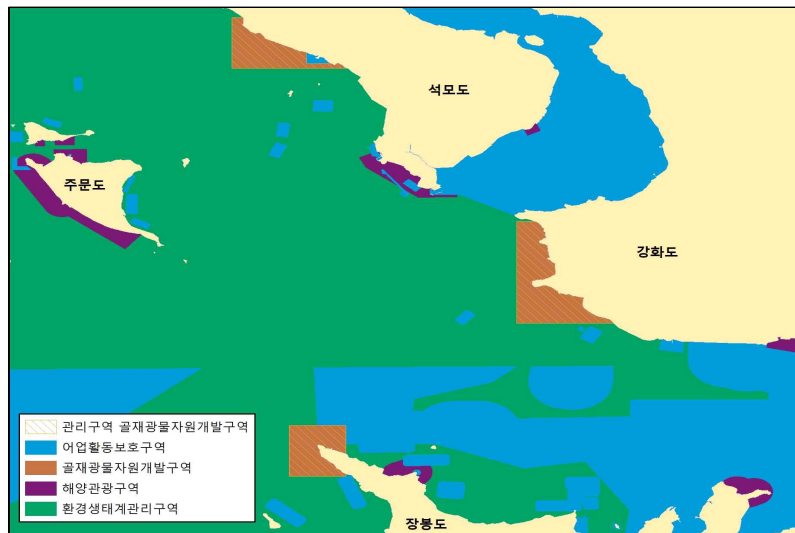 석모도
주문도
강화도
관리구역 골재광물자원개발구역
어업활동보호구역
골재광물자원개발구역
해양관광구역
환경생태계관리구역
장봉도